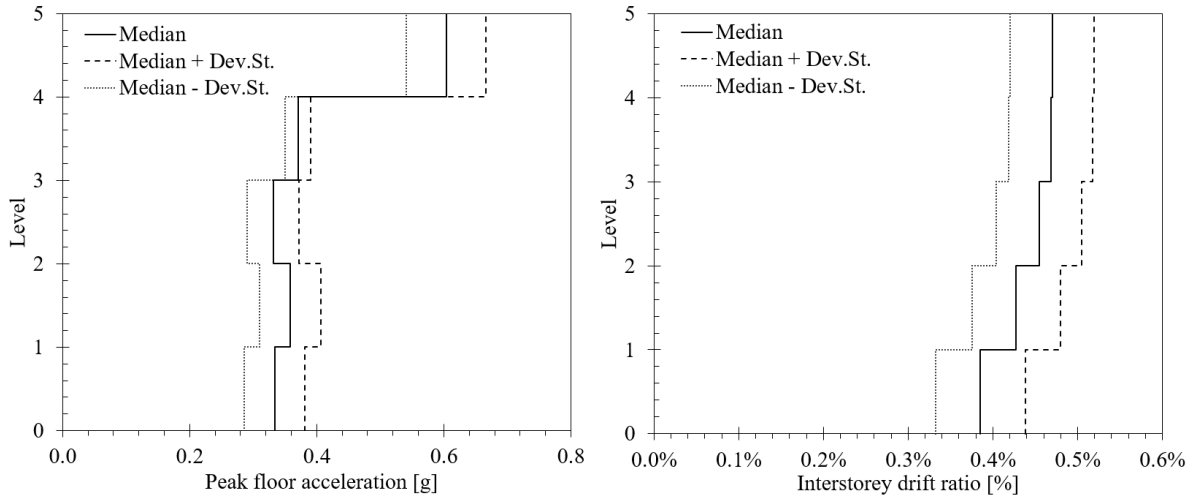 5
4
3
2
1
0
Level
Median
Median + Dev.St.
Median - Dev.St.
0.0 0.2 0.4 0.6 0.8
Peak floor acceleration [g]
5
4
3
2
1
0
Level
Median
Median + Dev.St.
Median - Dev.St.
0.0% 0.1% 0.2% 0.3% 0.4% 0.5% 0.6%
Interstorey drift ratio [%]